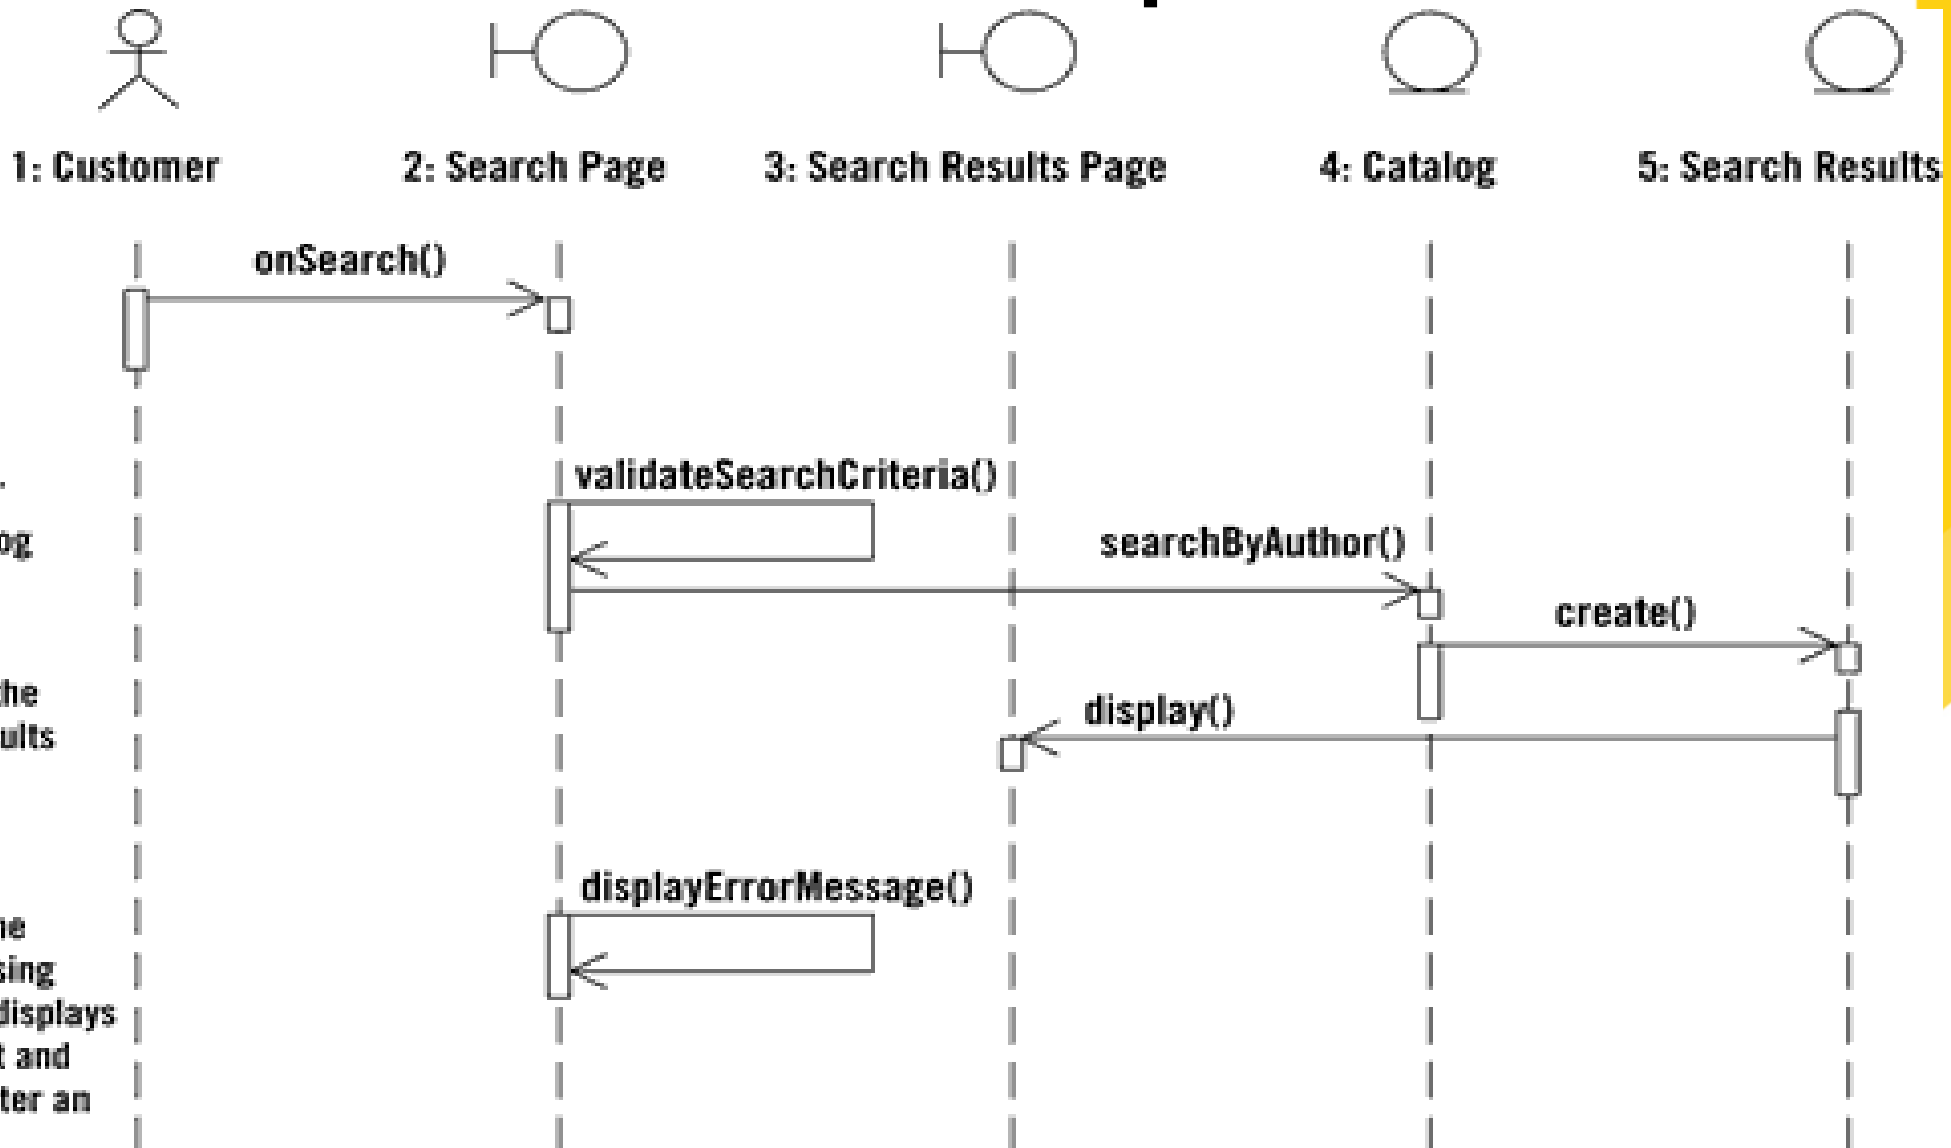 1: Customer
2: Search Page
3: Search Results Page
4: Catalog
5: Search Results
onSearch()
validateSearchCriteria()
og
searchByAuthor()
create()
the
ults
display()
displayErrorMessage()
ne
sing
displays
t and
ter an